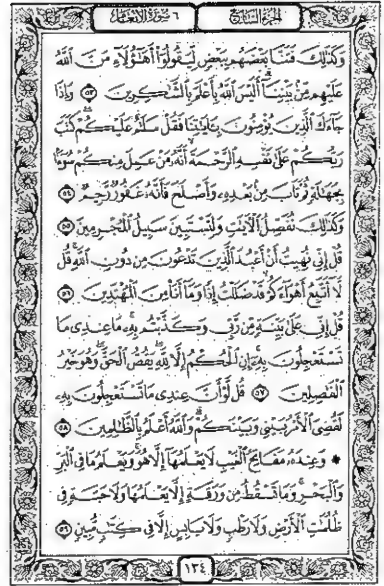 الجزء السابع
٦ سورة الأنعام
وَكَذَٰلِكَ فَتَنَّا بَعْضَهُم بِبَعْضٍ لِّيَقُولُوٓا۟ أَهَٰٓؤُلَآءِ مَنَّ ٱللَّهُ
عَلَيْهِم مِّنۢ بَيْنِنَآ أَلَيْسَ ٱللَّهُ بِأَعْلَمَ بِٱلشَّٰكِرِينَ ٥٣ وَإِذَا
جَآءَكَ ٱلَّذِينَ يُؤْمِنُونَ بِـَٔايَٰتِنَا فَقُلْ سَلَٰمٌ عَلَيْكُمْ كَتَبَ
رَبُّكُمْ عَلَىٰ نَفْسِهِ ٱلرَّحْمَةَ أَنَّهُۥ مَنْ عَمِلَ مِنكُمْ سُوٓءًۢا
بِجَهَٰلَةٍ ثُمَّ تَابَ مِنۢ بَعْدِهِۦ وَأَصْلَحَ فَأَنَّهُۥ غَفُورٌ رَّحِيمٌ ٥٤
وَكَذَٰلِكَ نُفَصِّلُ ٱلْـَٔايَٰتِ وَلِتَسْتَبِينَ سَبِيلُ ٱلْمُجْرِمِينَ ٥٥
قُلْ إِنِّى نُهِيتُ أَنْ أَعْبُدَ ٱلَّذِينَ تَدْعُونَ مِن دُونِ ٱللَّهِ قُل
لَّآ أَتَّبِعُ أَهْوَآءَكُمْ قَدْ ضَلَلْتُ إِذًا وَمَآ أَنَا۠ مِنَ ٱلْمُهْتَدِينَ ٥٦
قُلْ إِنِّى عَلَىٰ بَيِّنَةٍ مِّن رَّبِّى وَكَذَّبْتُم بِهِۦ مَا عِندِى مَا
تَسْتَعْجِلُونَ بِهِۦٓ إِنِ ٱلْحُكْمُ إِلَّا لِلَّهِ يَقُصُّ ٱلْحَقَّ وَهُوَ خَيْرُ
ٱلْفَٰصِلِينَ ٥٧ قُل لَّوْ أَنَّ عِندِى مَا تَسْتَعْجِلُونَ بِهِۦ
لَقُضِىَ ٱلْأَمْرُ بَيْنِى وَبَيْنَكُمْ وَٱللَّهُ أَعْلَمُ بِٱلظَّٰلِمِينَ ٥٨
* وَعِندَهُۥ مَفَاتِحُ ٱلْغَيْبِ لَا يَعْلَمُهَآ إِلَّا هُوَ وَيَعْلَمُ مَا فِى ٱلْبَرِّ
وَٱلْبَحْرِ وَمَا تَسْقُطُ مِن وَرَقَةٍ إِلَّا يَعْلَمُهَا وَلَا حَبَّةٍ فِى
ظُلُمَٰتِ ٱلْأَرْضِ وَلَا رَطْبٍ وَلَا يَابِسٍ إِلَّا فِى كِتَٰبٍ مُّبِينٍ ٥٩
١٣٤